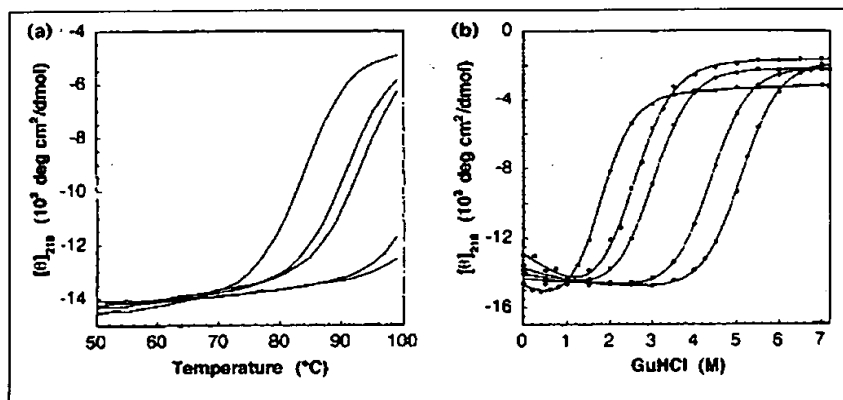 (a)
-4
-6
-8
-10
-12
-14
[θ]218 (10³ deg cm²/dmol)
50 60 70 80 90 100
Temperature (°C)
(b)
0
-4
-8
-12
-16
[θ]218 (10³ deg cm²/dmol)
0 1 2 3 4 5 6 7
GuHCl (M)